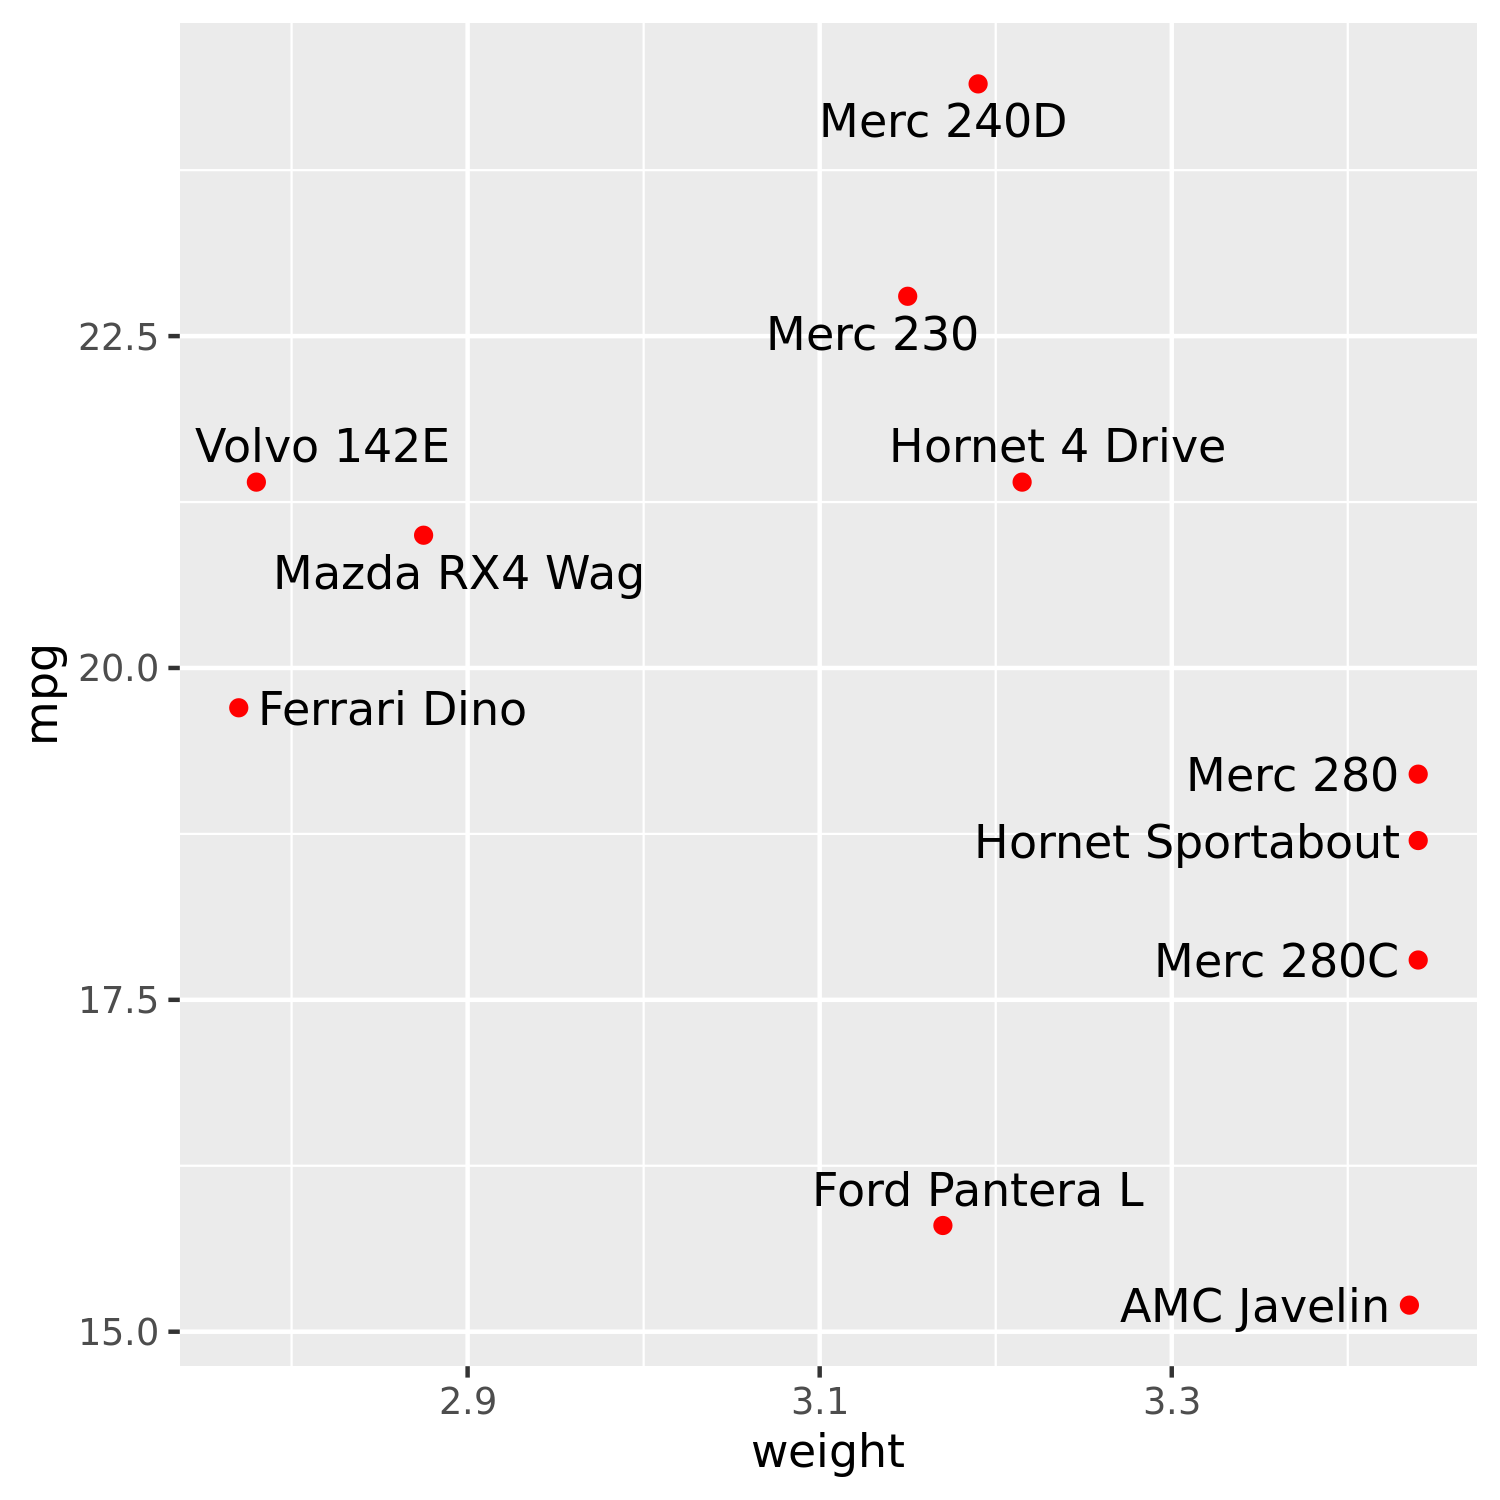 Merc 240D
Merc 230
22.5
Volvo 142E
Hornet 4 Drive
Mazda RX4 Wag
mpg
20.0
Ferrari Dino
Merc 280
Hornet Sportabout
Merc 280C
17.5
Ford Pantera L
AMC Javelin
15.0
2.9 3.1 3.3
weight